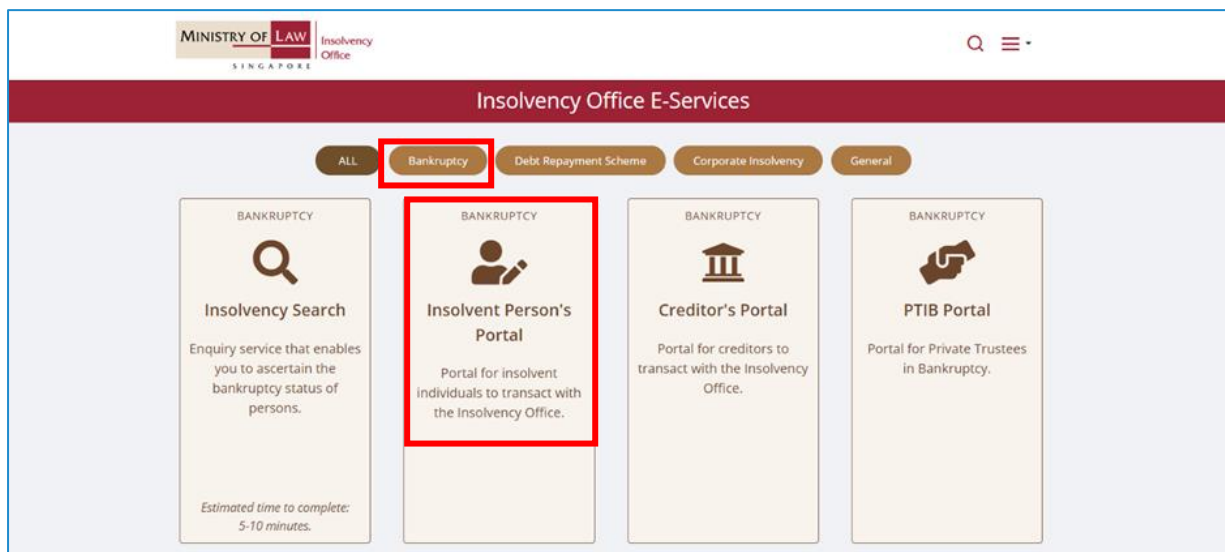 MINISTRY OF LAW
SINGAPORE
Insolvency
Office
Insolvency Office E-Services
ALL
Bankruptcy
Debt Repayment Scheme
Corporate Insolvency
General
BANKRUPTCY
Insolvency Search
Enquiry service that enables
you to ascertain the
bankruptcy status of
persons.
Estimated time to complete:
5-10 minutes.
BANKRUPTCY
Insolvent Person's
Portal
Portal for insolvent
individuals to transact with
the Insolvency Office.
BANKRUPTCY
Creditor's Portal
Portal for creditors to
transact with the Insolvency
Office.
BANKRUPTCY
PTIB Portal
Portal for Private Trustees
in Bankruptcy.